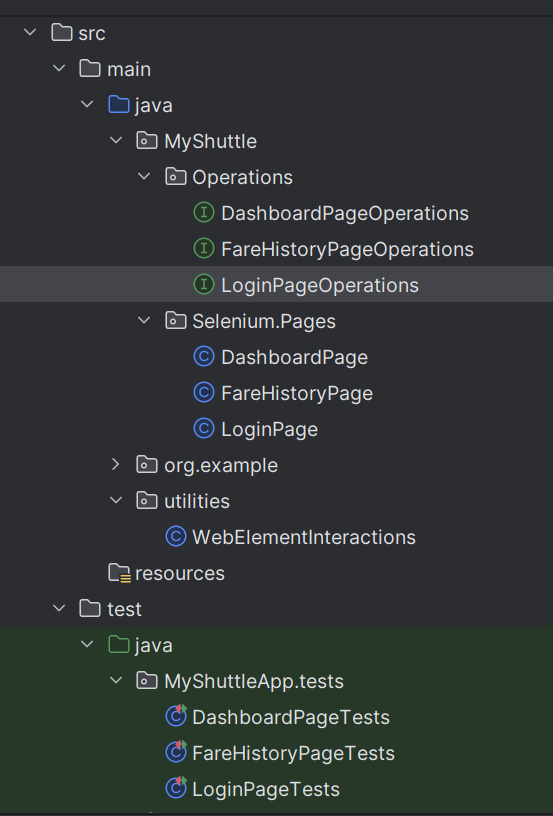 src
main
java
MyShuttle
Operations
DashboardPageOperations
FareHistoryPageOperations
LoginPageOperations
Selenium.Pages
DashboardPage
FareHistoryPage
LoginPage
org.example
utilities
WebElementInteractions
resources
test
java
MyShuttleApp.tests
DashboardPageTests
FareHistoryPageTests
LoginPageTests